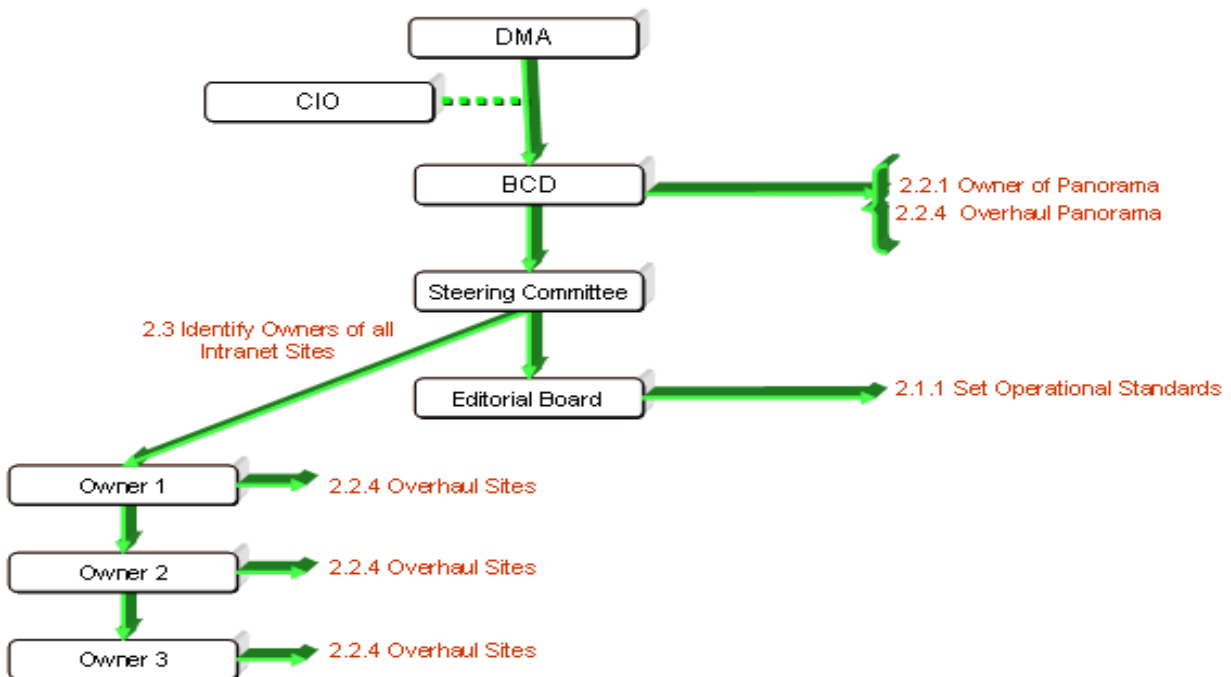 DMA
CIO
BCD
2.2.1 Owner of Panorama
2.2.4 Overhaul Panorama
Steering Committee
2.3 Identify Owners of all
Intranet Sites
Editorial Board
2.1.1 Set Operational Standards
Owner 1
2.2.4 Overhaul Sites
Owner 2
2.2.4 Overhaul Sites
Owner 3
2.2.4 Overhaul Sites